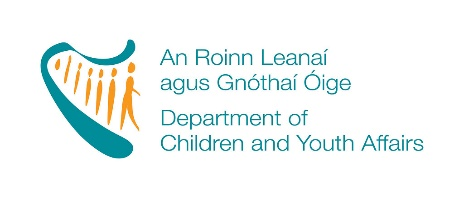 An Roinn Leanaí
agus Gnóthaí Óige
Department of
Children and Youth Affairs